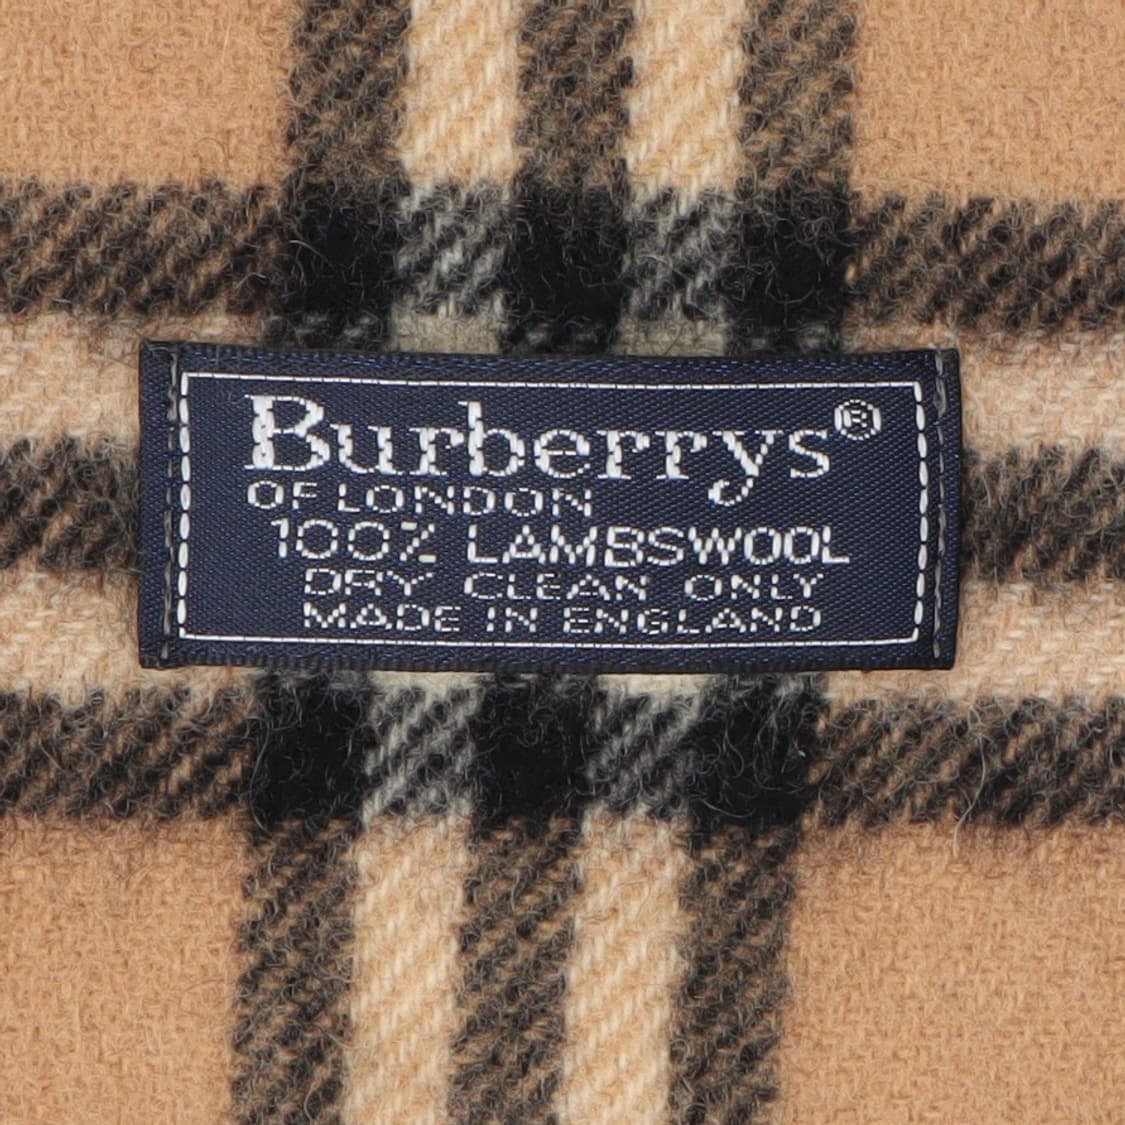 Burberrys®
OF LONDON
100% LAMBSWOOL
DRY CLEAN ONLY
MADE IN ENGLAND